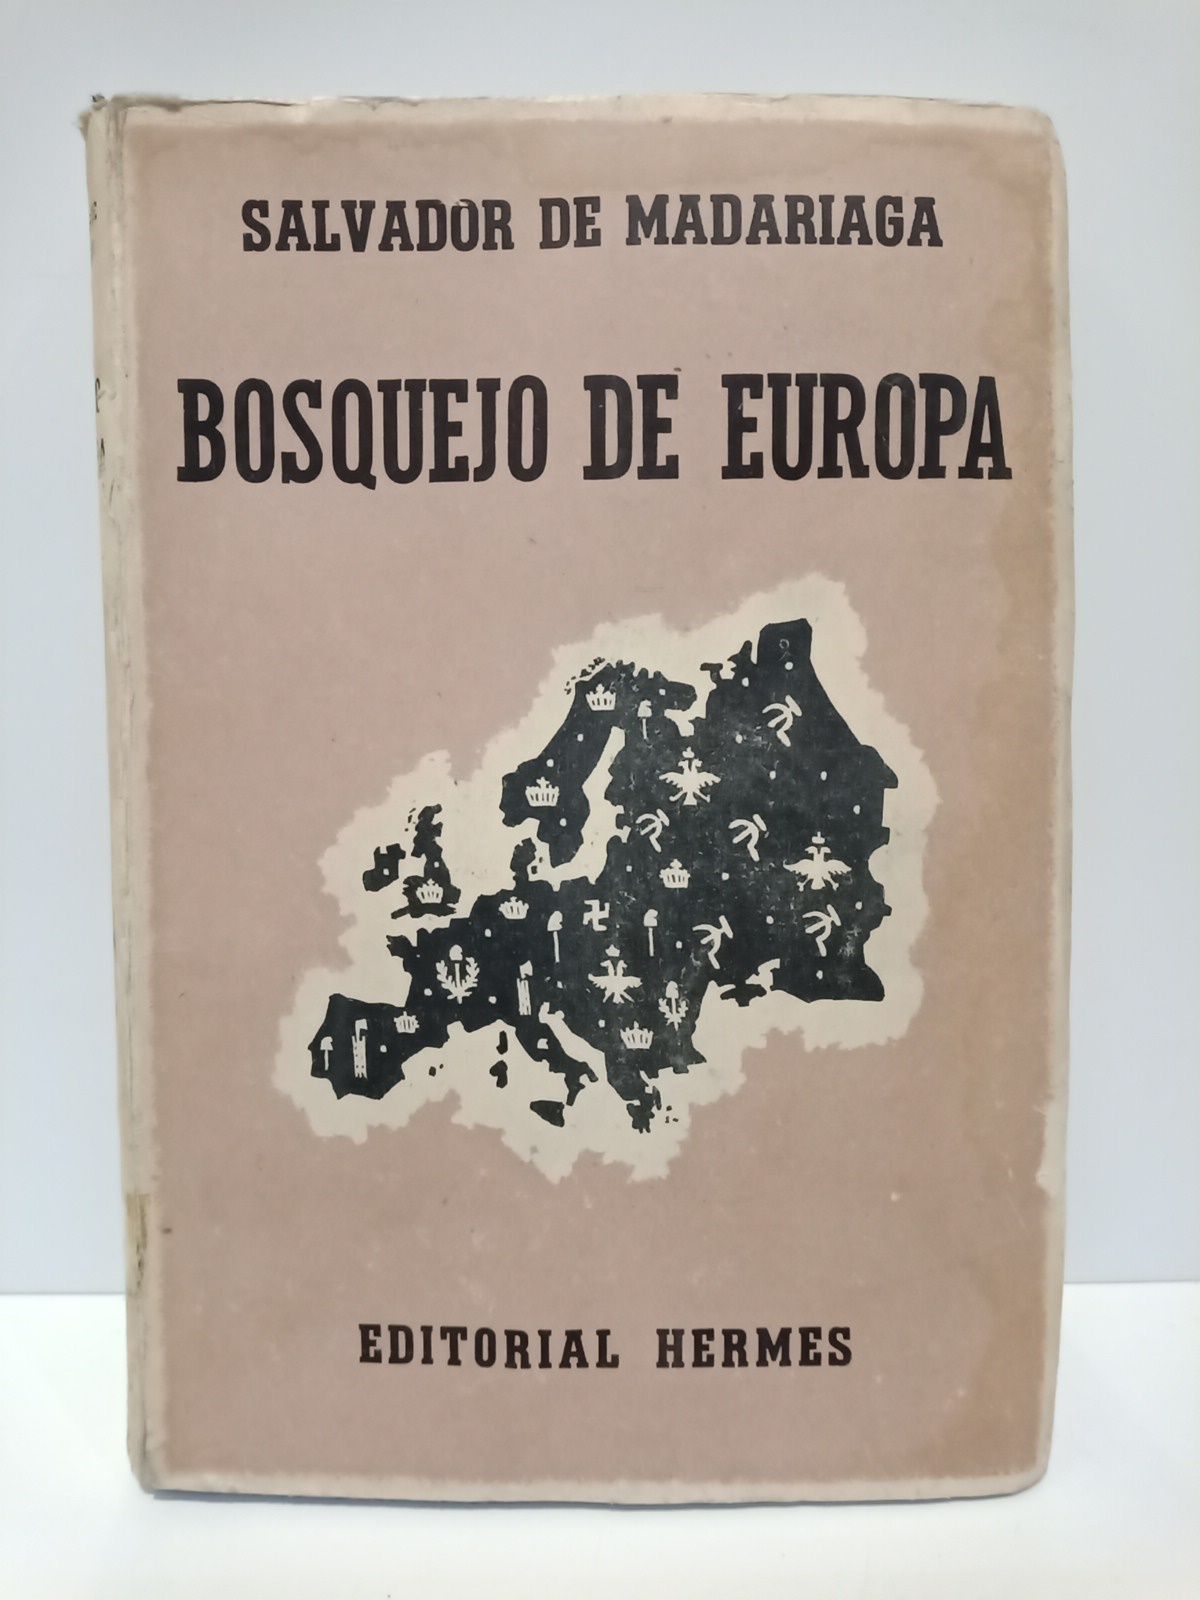 SALVADOR DE MADARIAGA
BOSQUEJO DE EUROPA
EDITORIAL HERMES